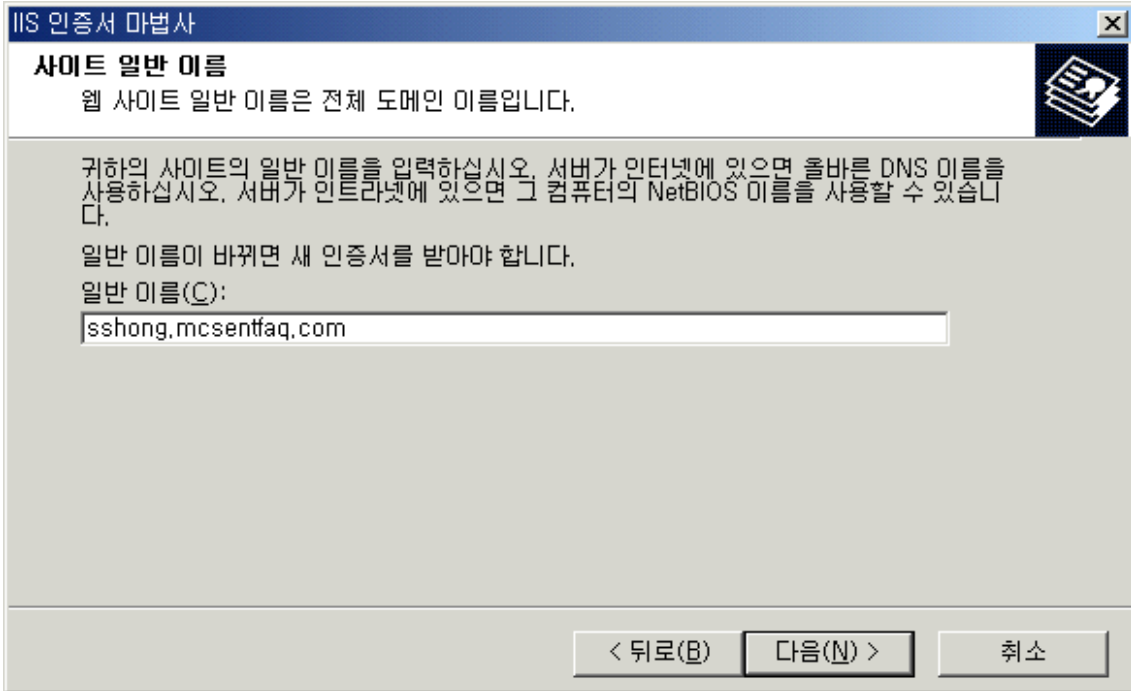 IIS 인증서 마법사
사이트 일반 이름
웹 사이트 일반 이름은 전체 도메인 이름입니다.
귀하의 사이트의 일반 이름을 입력하십시오. 서버가 인터넷에 있으면 올바른 DNS 이름을
사용하십시오. 서버가 인트라넷에 있으면 그 컴퓨터의 NetBIOS 이름을 사용할 수 있습니
다.
일반 이름이 바뀌면 새 인증서를 받아야 합니다.
일반 이름(C):
sshong.mcsentfaq.com
< 뒤로(B) 다음(N) > 취소